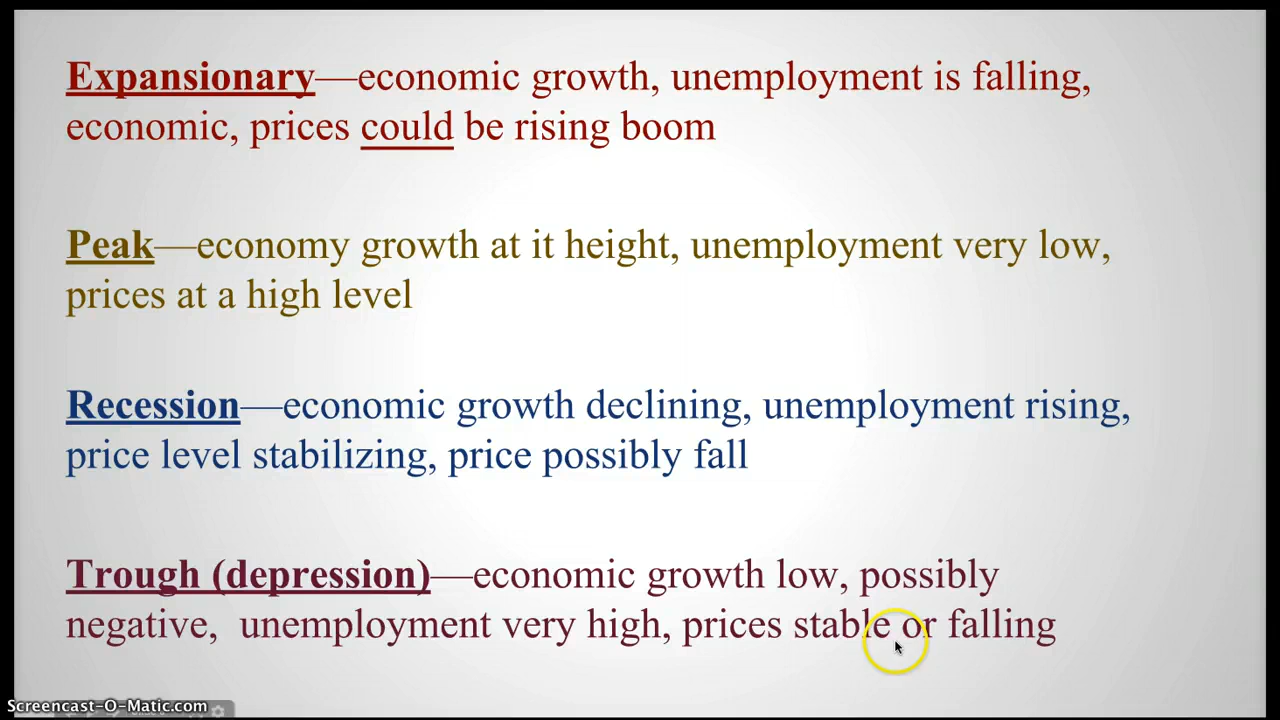 Expansionary—economic growth, unemployment is falling,
economic, prices could be rising boom
Peak—economy growth at it height, unemployment very low,
prices at a high level
Recession—economic growth declining, unemployment rising,
price level stabilizing, price possibly fall
Trough (depression)—economic growth low, possibly
negative,  unemployment very high, prices stable or falling
Screencast-O-Matic.com